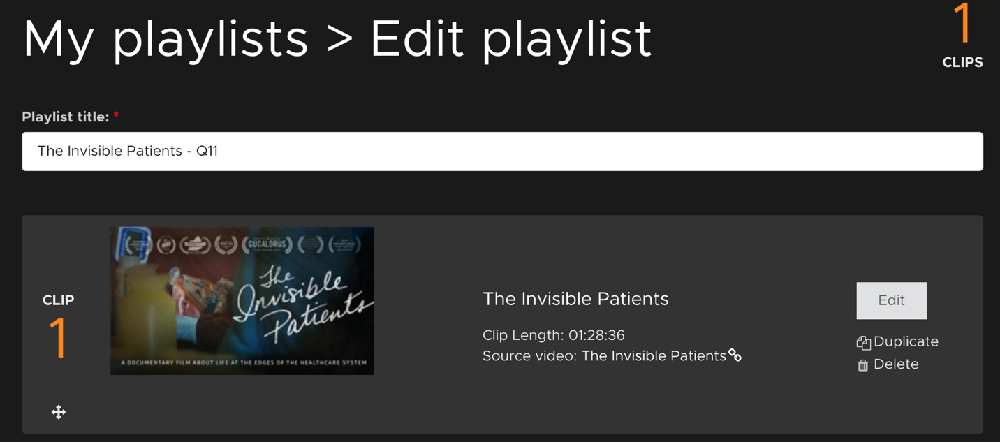 My playlists > Edit playlist
1
CLIPS
Playlist title: *
The Invisible Patients - Q11
CLIP
1
CUCALORUS
The
Invisible
Patients
A DOCUMENTARY FILM ABOUT LIFE AT THE EDGES OF THE HEALTHCARE SYSTEM
The Invisible Patients
Clip Length: 01:28:36
Source video: The Invisible Patients
Edit
Duplicate
Delete